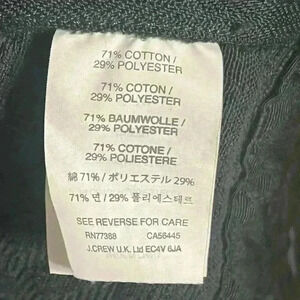 71% COTTON /
29% POLYESTER
71% COTON /
29% POLYESTER
71% BAUMWOLLE /
29% POLYESTER
71% COTONE /
29% POLIESTERE
綿 71% / ポリエステル 29%
71% 면 / 29% 폴리에스테르
SEE REVERSE FOR CARE
RN77388 CA56445
J.CREW U.K. Ltd EC4V 6JA